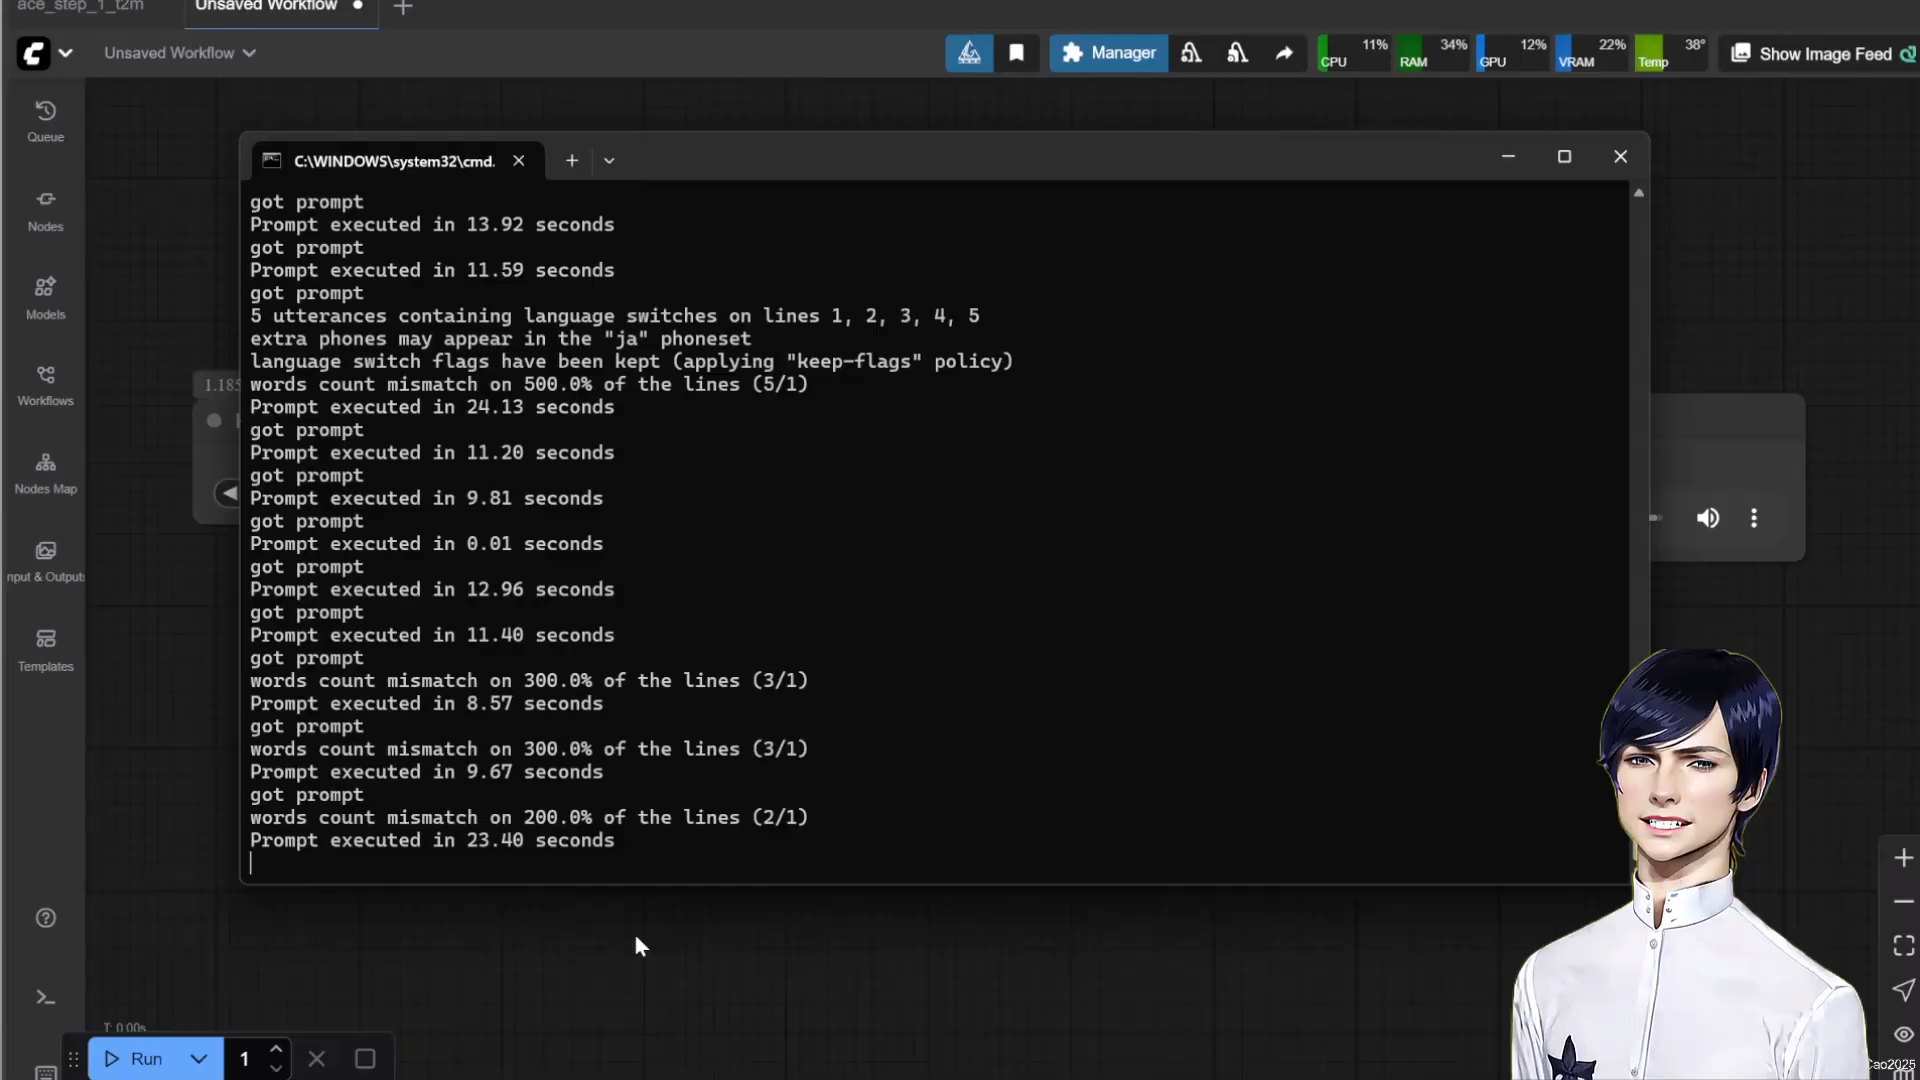 ace_step_1_t2m
Unsaved Workflow
Unsaved Workflow
Manager
CPU 11%
RAM 34%
GPU 12%
VRAM 22%
Temp 38°
Show Image Feed
Queue
Nodes
Models
Workflows
Nodes Map
nput & Outputs
Templates
1.185
C:\WINDOWS\system32\cmd.
got prompt
Prompt executed in 13.92 seconds
got prompt
Prompt executed in 11.59 seconds
got prompt
5 utterances containing language switches on lines 1, 2, 3, 4, 5
extra phones may appear in the "ja" phoneset
language switch flags have been kept (applying "keep-flags" policy)
words count mismatch on 500.0% of the lines (5/1)
Prompt executed in 24.13 seconds
got prompt
Prompt executed in 11.20 seconds
got prompt
Prompt executed in 9.81 seconds
got prompt
Prompt executed in 0.01 seconds
got prompt
Prompt executed in 12.96 seconds
got prompt
Prompt executed in 11.40 seconds
got prompt
words count mismatch on 300.0% of the lines (3/1)
Prompt executed in 8.57 seconds
got prompt
words count mismatch on 300.0% of the lines (3/1)
Prompt executed in 9.67 seconds
got prompt
words count mismatch on 200.0% of the lines (2/1)
Prompt executed in 23.40 seconds
T: 0.00s
Run
1
Cao2025